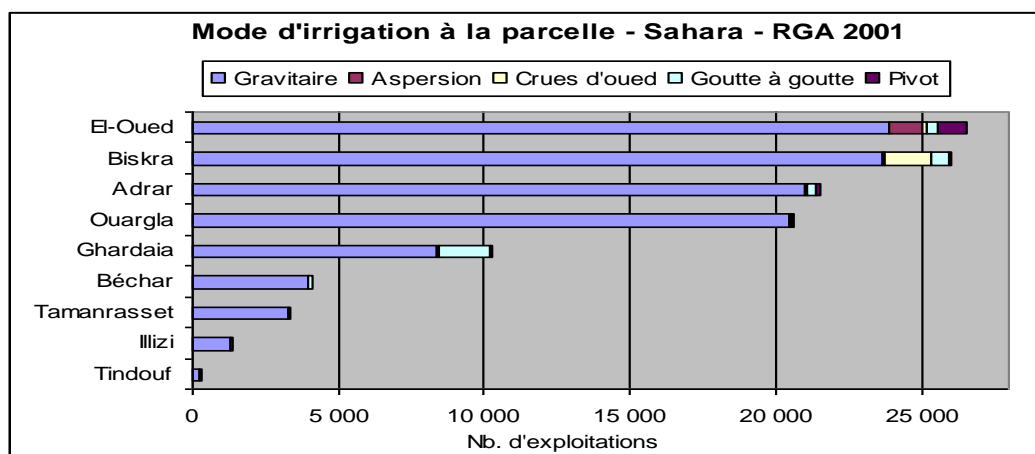 Mode d'irrigation à la parcelle - Sahara - RGA 2001
Gravitaire Aspersion Crues d'oued Goutte à goutte Pivot
El-Oued
Biskra
Adrar
Ouargla
Ghardaia
Béchar
Tamanrasset
Illizi
Tindouf
0 5 000 10 000 15 000 20 000 25 000
Nb. d'exploitations